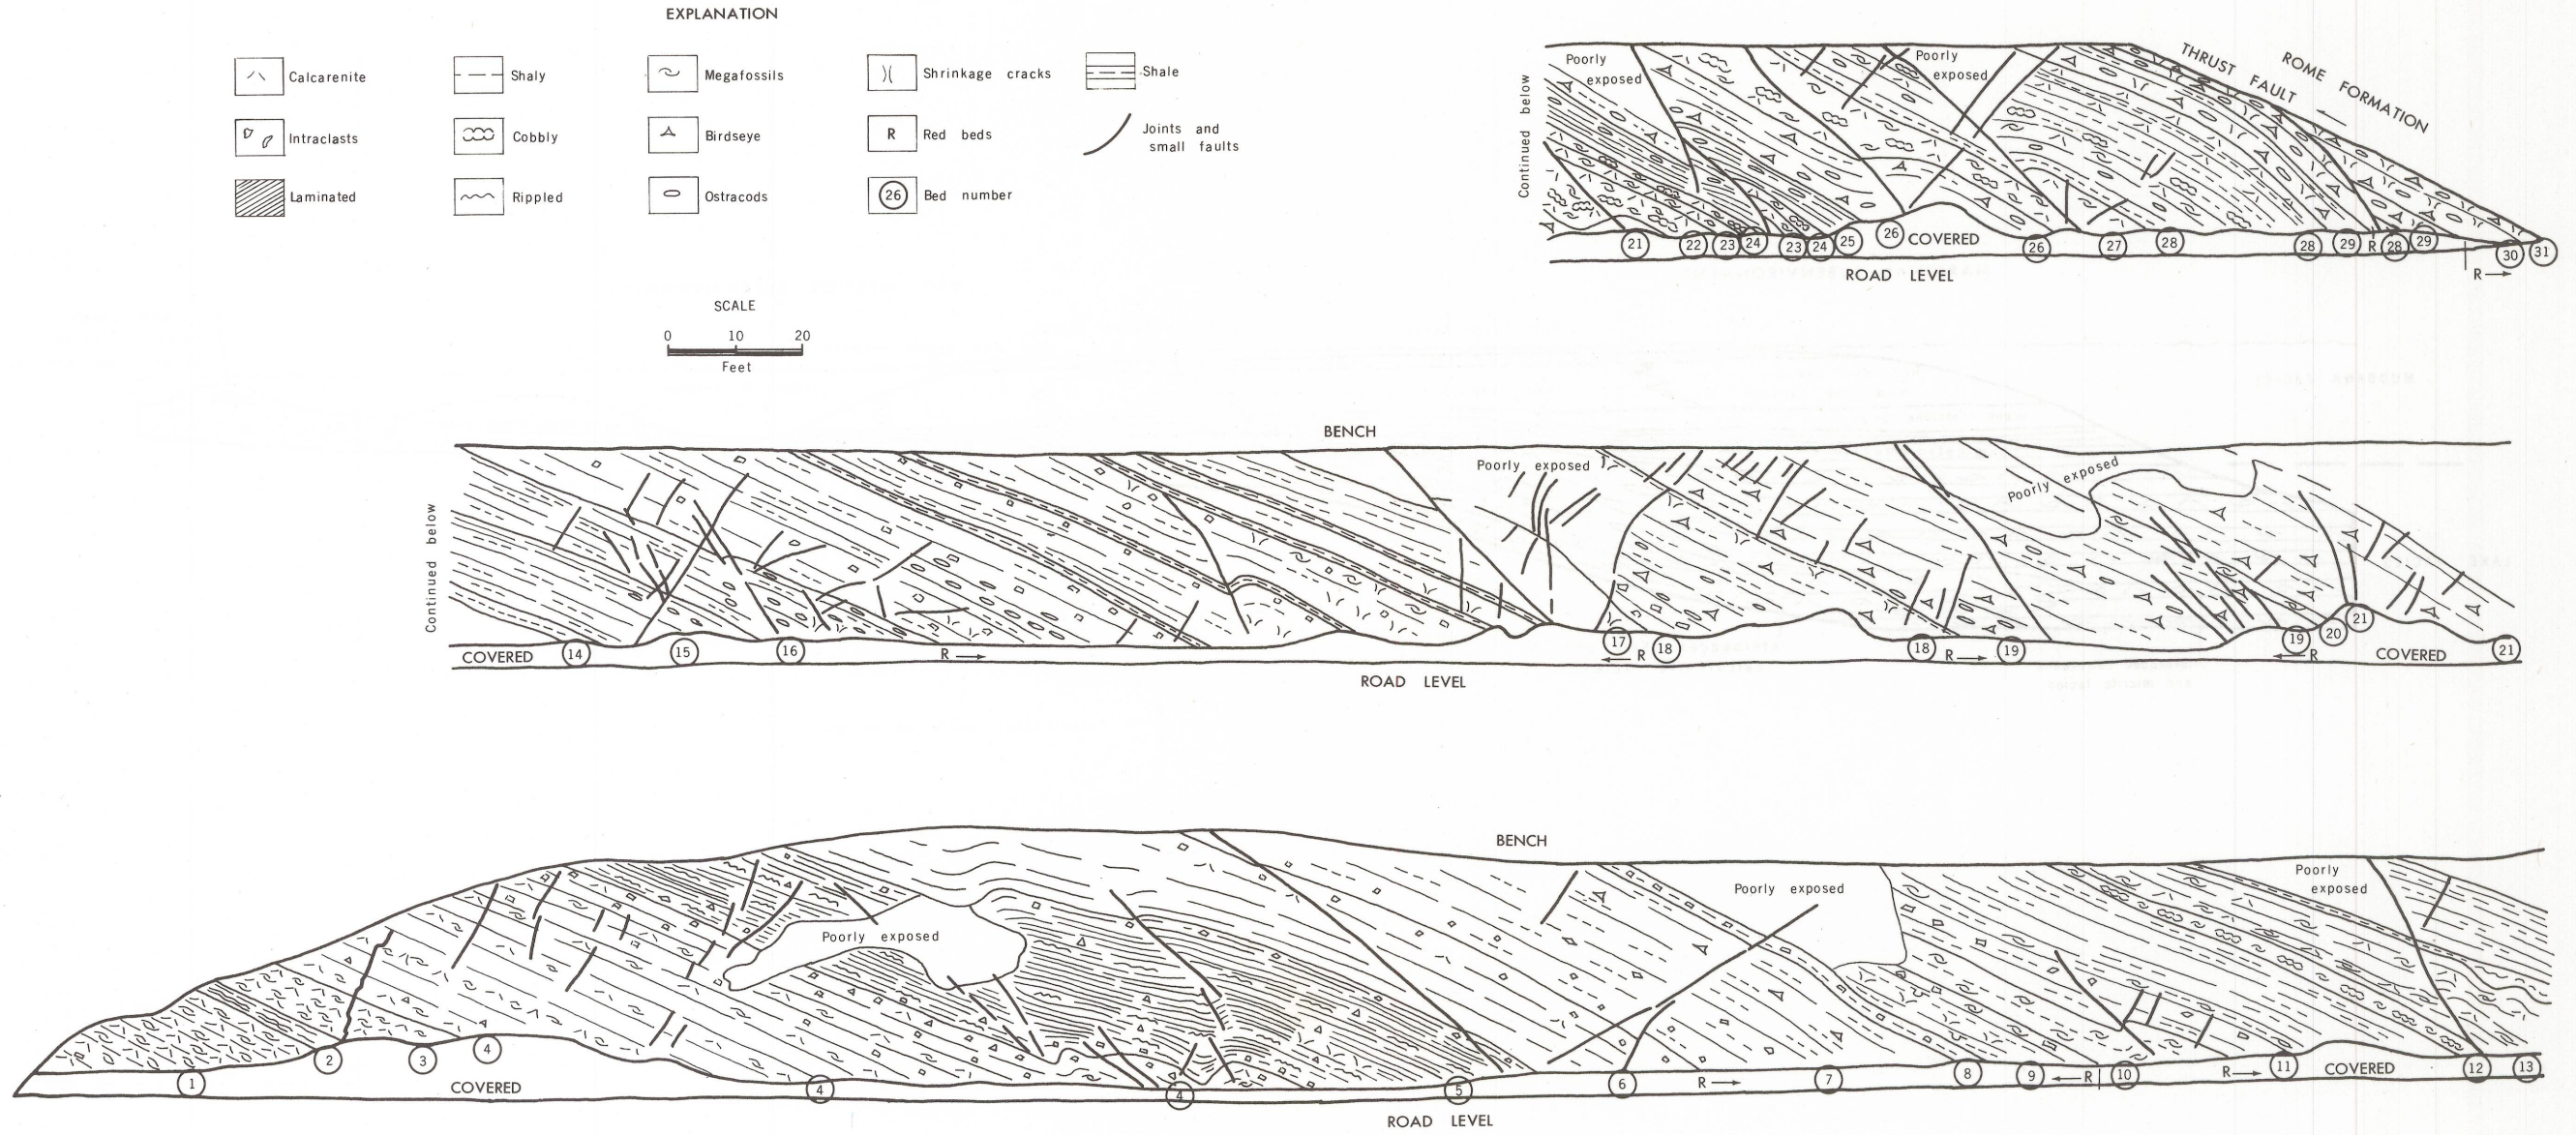 EXPLANATION
Calcarenite
Shaly
Megafossils
Shrinkage cracks
Shale
Intraclasts
Cobbly
Birdseye
R
Red beds
Joints and
small faults
Laminated
Rippled
Ostracods
26
Bed number
SCALE
0 10 20
Feet
Continued below
Poorly
exposed
Poorly
exposed
THRUST FAULT
ROME FORMATION
21 22 23 24 23 24 25 26 COVERED 26 27 28 28 29 R 28 29 30 31
R
ROAD LEVEL
BENCH
Continued below
Poorly exposed
Poorly exposed
COVERED 14 15 16 R 17 R 18 18 R 19 19 R 20 21 COVERED 21
ROAD LEVEL
BENCH
Poorly exposed
Poorly exposed
Poorly
exposed
1 2 3 4 COVERED 4 4 5 6 R 7 8 9 R 10 R 11 COVERED 12 13
ROAD LEVEL